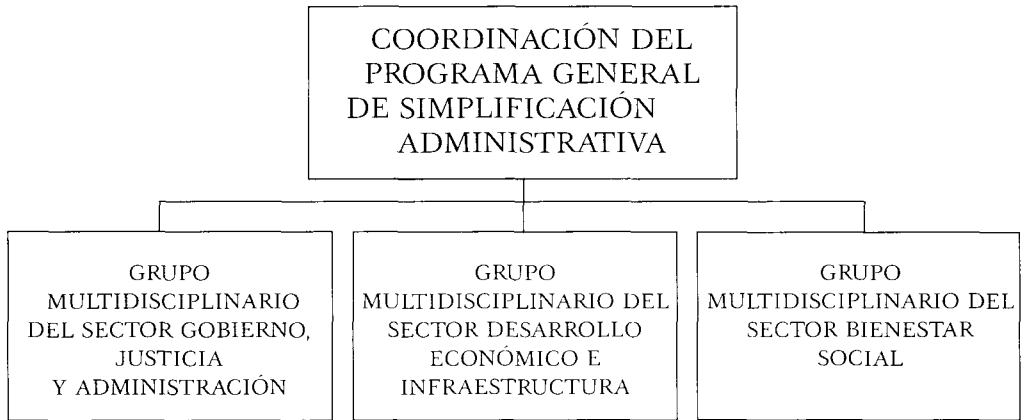 COORDINACIÓN DEL
PROGRAMA GENERAL
DE SIMPLIFICACIÓN
ADMINISTRATIVA
GRUPO
MULTIDISCIPLINARIO
DEL SECTOR GOBIERNO,
JUSTICIA
Y ADMINISTRACIÓN
GRUPO
MULTIDISCIPLINARIO DEL
SECTOR DESARROLLO
ECONÓMICO E
INFRAESTRUCTURA
GRUPO
MULTIDISCIPLINARIO DEL
SECTOR BIENESTAR
SOCIAL